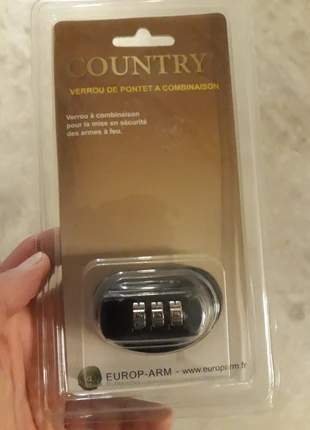 COUNTRY
VERROU DE PONTET A COMBINAISON
Verrou à combinaison
pour la mise en sécurité
des armes à feu.
EUROP-ARM - www.europarm.fr